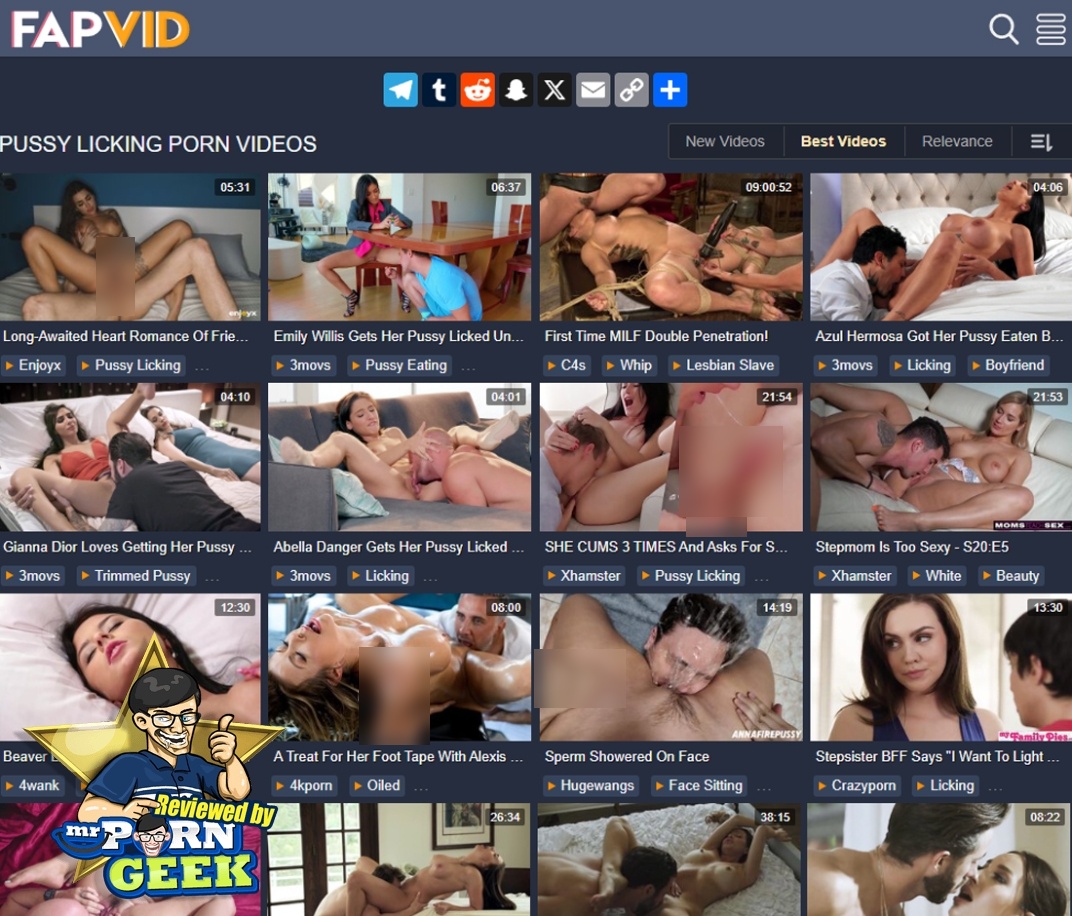 FAPVID
PUSSY LICKING PORN VIDEOS
New Videos
Best Videos
Relevance
05:31
06:37
09:00:52
04:06
enjoyx
Long-Awaited Heart Romance Of Frie...
Emily Willis Gets Her Pussy Licked Un...
First Time MILF Double Penetration!
Azul Hermosa Got Her Pussy Eaten B...
Enjoyx Pussy Licking ...
3movs Pussy Eating ...
C4s Whip Lesbian Slave
3movs Licking Boyfriend
04:10
04:01
21:54
21:53
Gianna Dior Loves Getting Her Pussy ...
Abella Danger Gets Her Pussy Licked ...
SHE CUMS 3 TIMES And Asks For S...
Stepmom Is Too Sexy - S20:E5
3movs Trimmed Pussy ...
3movs Licking ...
Xhamster Pussy Licking ...
Xhamster White Beauty
12:30
08:00
14:19
13:30
ANNAFIREPUSSY
my Family Pies
Beaver
A Treat For Her Foot Tape With Alexis ...
Sperm Showered On Face
Stepsister BFF Says "I Want To Light ...
4wank
4kporn Oiled ...
Hugewangs Face Sitting ...
Crazyporn Licking ...
Reviewed by
mr PORN
GEEK
26:34
38:15
08:22